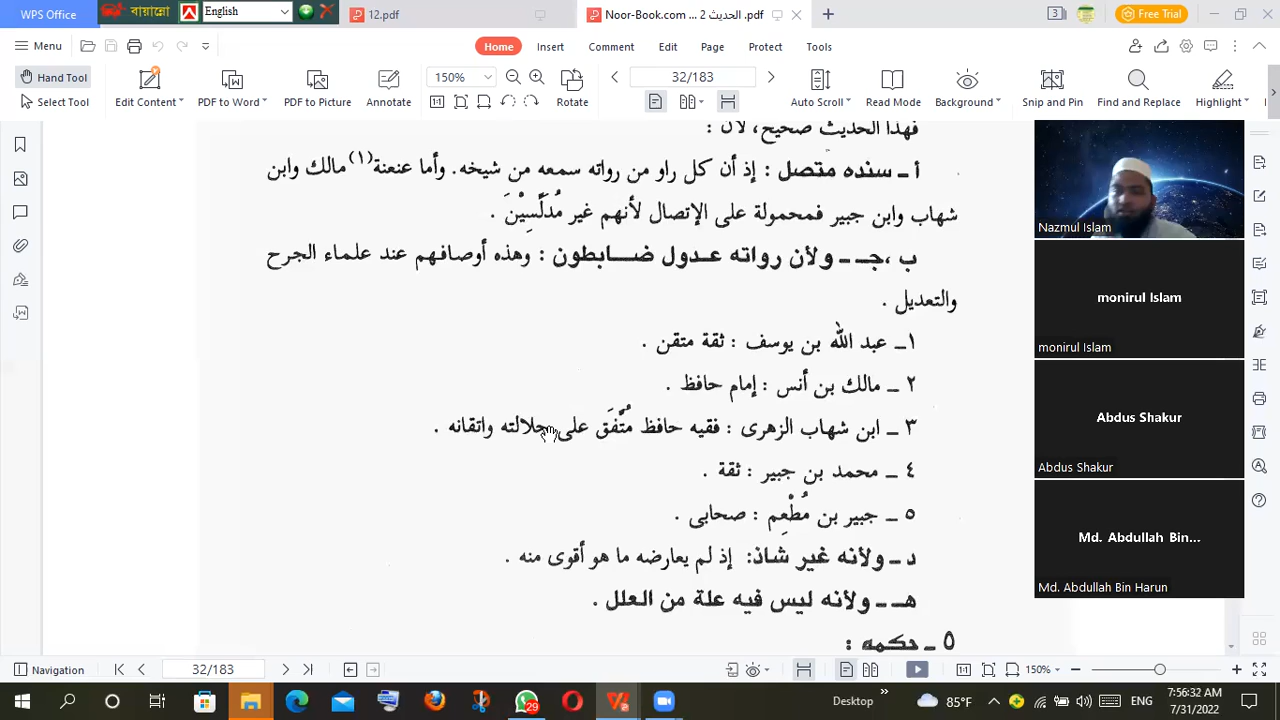 WPS Office
বায়ান্নো
English
12.pdf
Noor-Book.com ... 2 الحديث .pdf
3
Free Trial
Menu
Home Insert Comment Edit Page Protect Tools
Hand Tool
Select Tool
Edit Content
PDF to Word
PDF to Picture
Annotate
150%
Rotate
32/183
Auto Scroll
Read Mode
Background
Snip and Pin
Find and Replace
Highlight
فهذا الحديث صحيح، لأن :
أ ـ سنده متصل : إذ أن كل راو من رواته سمعه من شيخه. وأما عنعنة(١) مالك وابن
شهاب وابن جبير فمحمولة على الإتصال لأنهم غير مُدَلِّسِيْنَ .
ب ،جـ ـ ولأن رواته عدول ضابطون : وهذه أوصافهم عند علماء الجرح
والتعديل .
١ـ عبد الله بن يوسف : ثقة متقن .
٢ ـ مالك بن أنس : إمام حافظ .
٣ ـ ابن شهاب الزهرى : فقيه حافظ مُتَّفَق على جلالته واتقانه .
٤ ـ محمد بن جبير : ثقة .
٥ ـ جبير بن مُطْعِم : صحابى .
د ـ ولأنه غير شاذ: إذ لم يعارضه ما هو أقوى منه .
هـ ـ ولأنه ليس فيه علة من العلل .
٥ ـ حكمه :
Nazmul Islam
monirul Islam
monirul Islam
Abdus Shakur
Abdus Shakur
Md. Abdullah Bin...
Md. Abdullah Bin Harun
Navigation
32/183
150%
29
Desktop
85°F
ENG
7:56:32 AM
7/31/2022